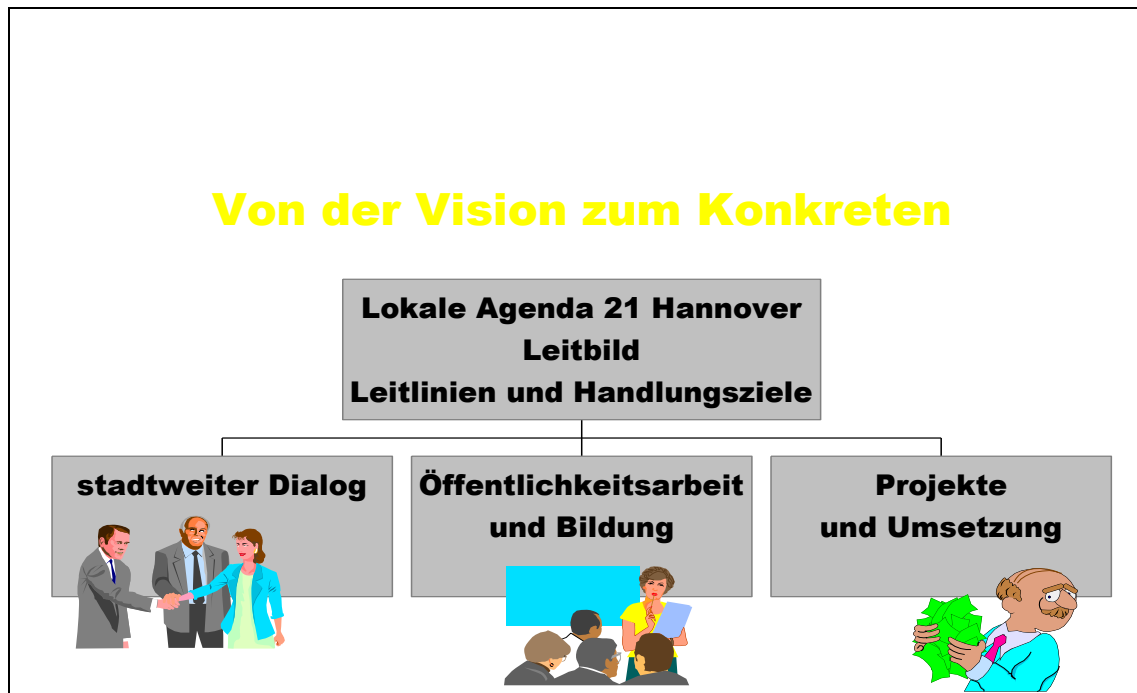 Von der Vision zum Konkreten
Lokale Agenda 21 Hannover
Leitbild
Leitlinien und Handlungsziele
stadtweiter Dialog
Öffentlichkeitsarbeit
und Bildung
Projekte
und Umsetzung